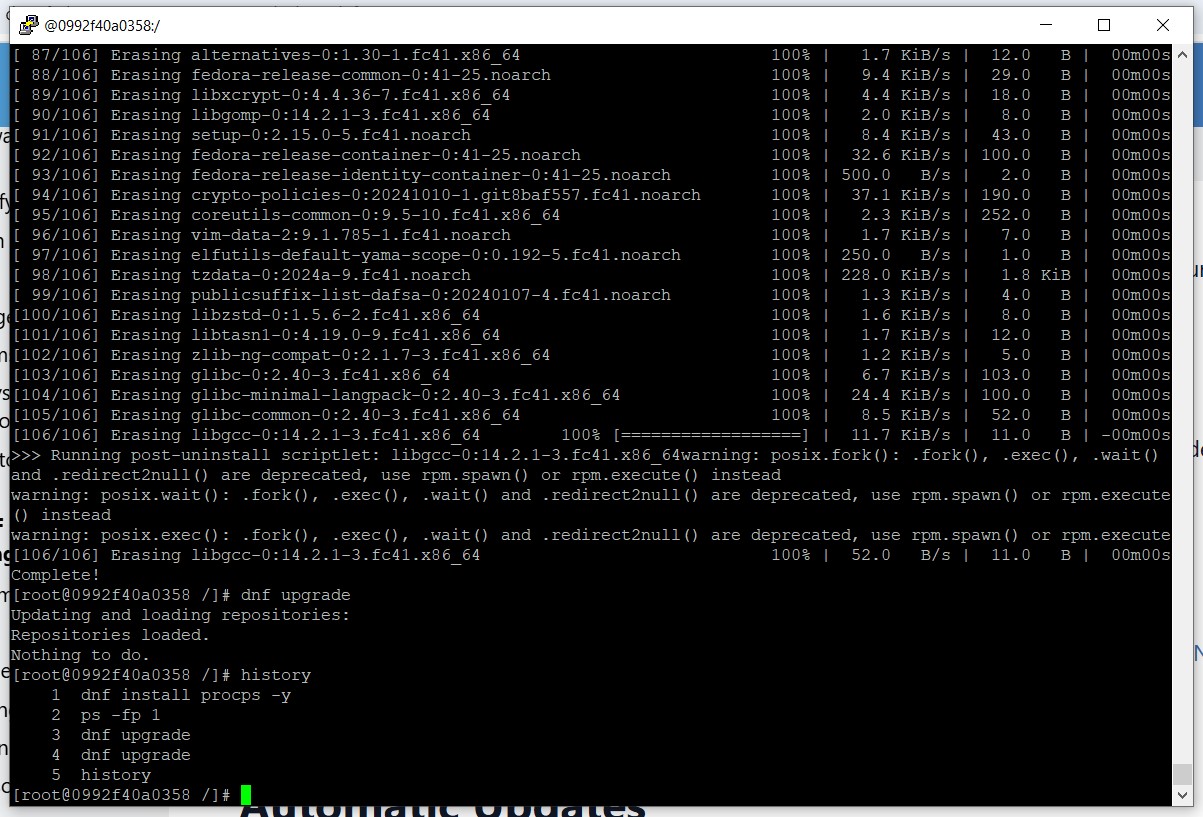 @0992f40a0358:/
[ 87/106] Erasing alternatives-0:1.30-1.fc41.x86_64 100% | 1.7 KiB/s | 12.0 B | 00m00s
[ 88/106] Erasing fedora-release-common-0:41-25.noarch 100% | 9.4 KiB/s | 29.0 B | 00m00s
[ 89/106] Erasing libxcrypt-0:4.4.36-7.fc41.x86_64 100% | 4.4 KiB/s | 18.0 B | 00m00s
[ 90/106] Erasing libgomp-0:14.2.1-3.fc41.x86_64 100% | 2.0 KiB/s | 8.0 B | 00m00s
[ 91/106] Erasing setup-0:2.15.0-5.fc41.noarch 100% | 8.4 KiB/s | 43.0 B | 00m00s
[ 92/106] Erasing fedora-release-container-0:41-25.noarch 100% | 32.6 KiB/s | 100.0 B | 00m00s
[ 93/106] Erasing fedora-release-identity-container-0:41-25.noarch 100% | 500.0 B/s | 2.0 B | 00m00s
[ 94/106] Erasing crypto-policies-0:20241010-1.git8baf557.fc41.noarch 100% | 37.1 KiB/s | 190.0 B | 00m00s
[ 95/106] Erasing coreutils-common-0:9.5-10.fc41.x86_64 100% | 2.3 KiB/s | 252.0 B | 00m00s
[ 96/106] Erasing vim-data-2:9.1.785-1.fc41.noarch 100% | 1.7 KiB/s | 7.0 B | 00m00s
[ 97/106] Erasing elfutils-default-yama-scope-0:0.192-5.fc41.noarch 100% | 250.0 B/s | 1.0 B | 00m00s
[ 98/106] Erasing tzdata-0:2024a-9.fc41.noarch 100% | 228.0 KiB/s | 1.8 KiB | 00m00s
[ 99/106] Erasing publicsuffix-list-dafsa-0:20240107-4.fc41.noarch 100% | 1.3 KiB/s | 4.0 B | 00m00s
[100/106] Erasing libzstd-0:1.5.6-2.fc41.x86_64 100% | 1.6 KiB/s | 8.0 B | 00m00s
[101/106] Erasing libtasn1-0:4.19.0-9.fc41.x86_64 100% | 1.7 KiB/s | 12.0 B | 00m00s
[102/106] Erasing zlib-ng-compat-0:2.1.7-3.fc41.x86_64 100% | 1.2 KiB/s | 5.0 B | 00m00s
[103/106] Erasing glibc-0:2.40-3.fc41.x86_64 100% | 6.7 KiB/s | 103.0 B | 00m00s
[104/106] Erasing glibc-minimal-langpack-0:2.40-3.fc41.x86_64 100% | 24.4 KiB/s | 100.0 B | 00m00s
[105/106] Erasing glibc-common-0:2.40-3.fc41.x86_64 100% | 8.5 KiB/s | 52.0 B | 00m00s
[106/106] Erasing libgcc-0:14.2.1-3.fc41.x86_64 100% [==================] | 11.7 KiB/s | 11.0 B | -00m00s
>>> Running post-uninstall scriptlet: libgcc-0:14.2.1-3.fc41.x86_64warning: posix.fork(): .fork(), .exec(), .wait()
and .redirect2null() are deprecated, use rpm.spawn() or rpm.execute() instead
warning: posix.wait(): .fork(), .exec(), .wait() and .redirect2null() are deprecated, use rpm.spawn() or rpm.execute
() instead
warning: posix.exec(): .fork(), .exec(), .wait() and .redirect2null() are deprecated, use rpm.spawn() or rpm.execute
[106/106] Erasing libgcc-0:14.2.1-3.fc41.x86_64 100% | 52.0 B/s | 11.0 B | 00m00s
Complete!
[root@0992f40a0358 /]# dnf upgrade
Updating and loading repositories:
Repositories loaded.
Nothing to do.
[root@0992f40a0358 /]# history
1 dnf install procps -y
2 ps -fp 1
3 dnf upgrade
4 dnf upgrade
5 history
[root@0992f40a0358 /]#
Automatic Updates